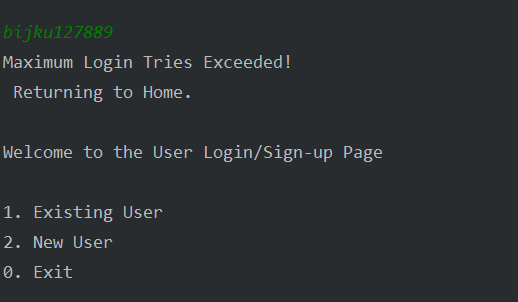 bijku127889
Maximum Login Tries Exceeded!
Returning to Home.
Welcome to the User Login/Sign-up Page
1. Existing User
2. New User
0. Exit